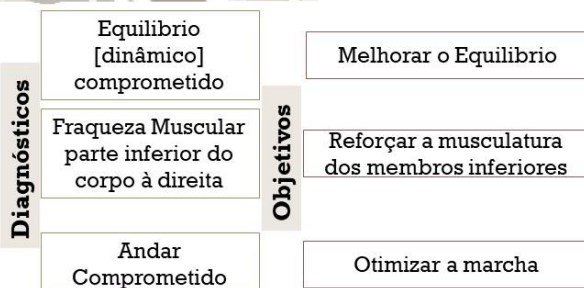 Diagnósticos
Equilibrio
[dinâmico]
comprometido
Fraqueza Muscular
parte inferior do
corpo à direita
Andar
Comprometido
Objetivos
Melhorar o Equilibrio
Reforçar a musculatura
dos membros inferiores
Otimizar a marcha